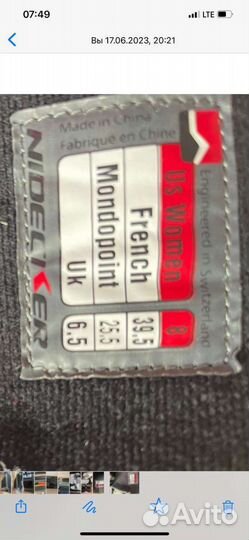 07:49
LTE
Вы 17.06.2023, 20:21
Made in China
Fabriqué en Chine
NIDECKER
Us Women 8
French 39,5
Mondopoint 25,5
Uk 6.5
Engineered in Switzerland
Avito